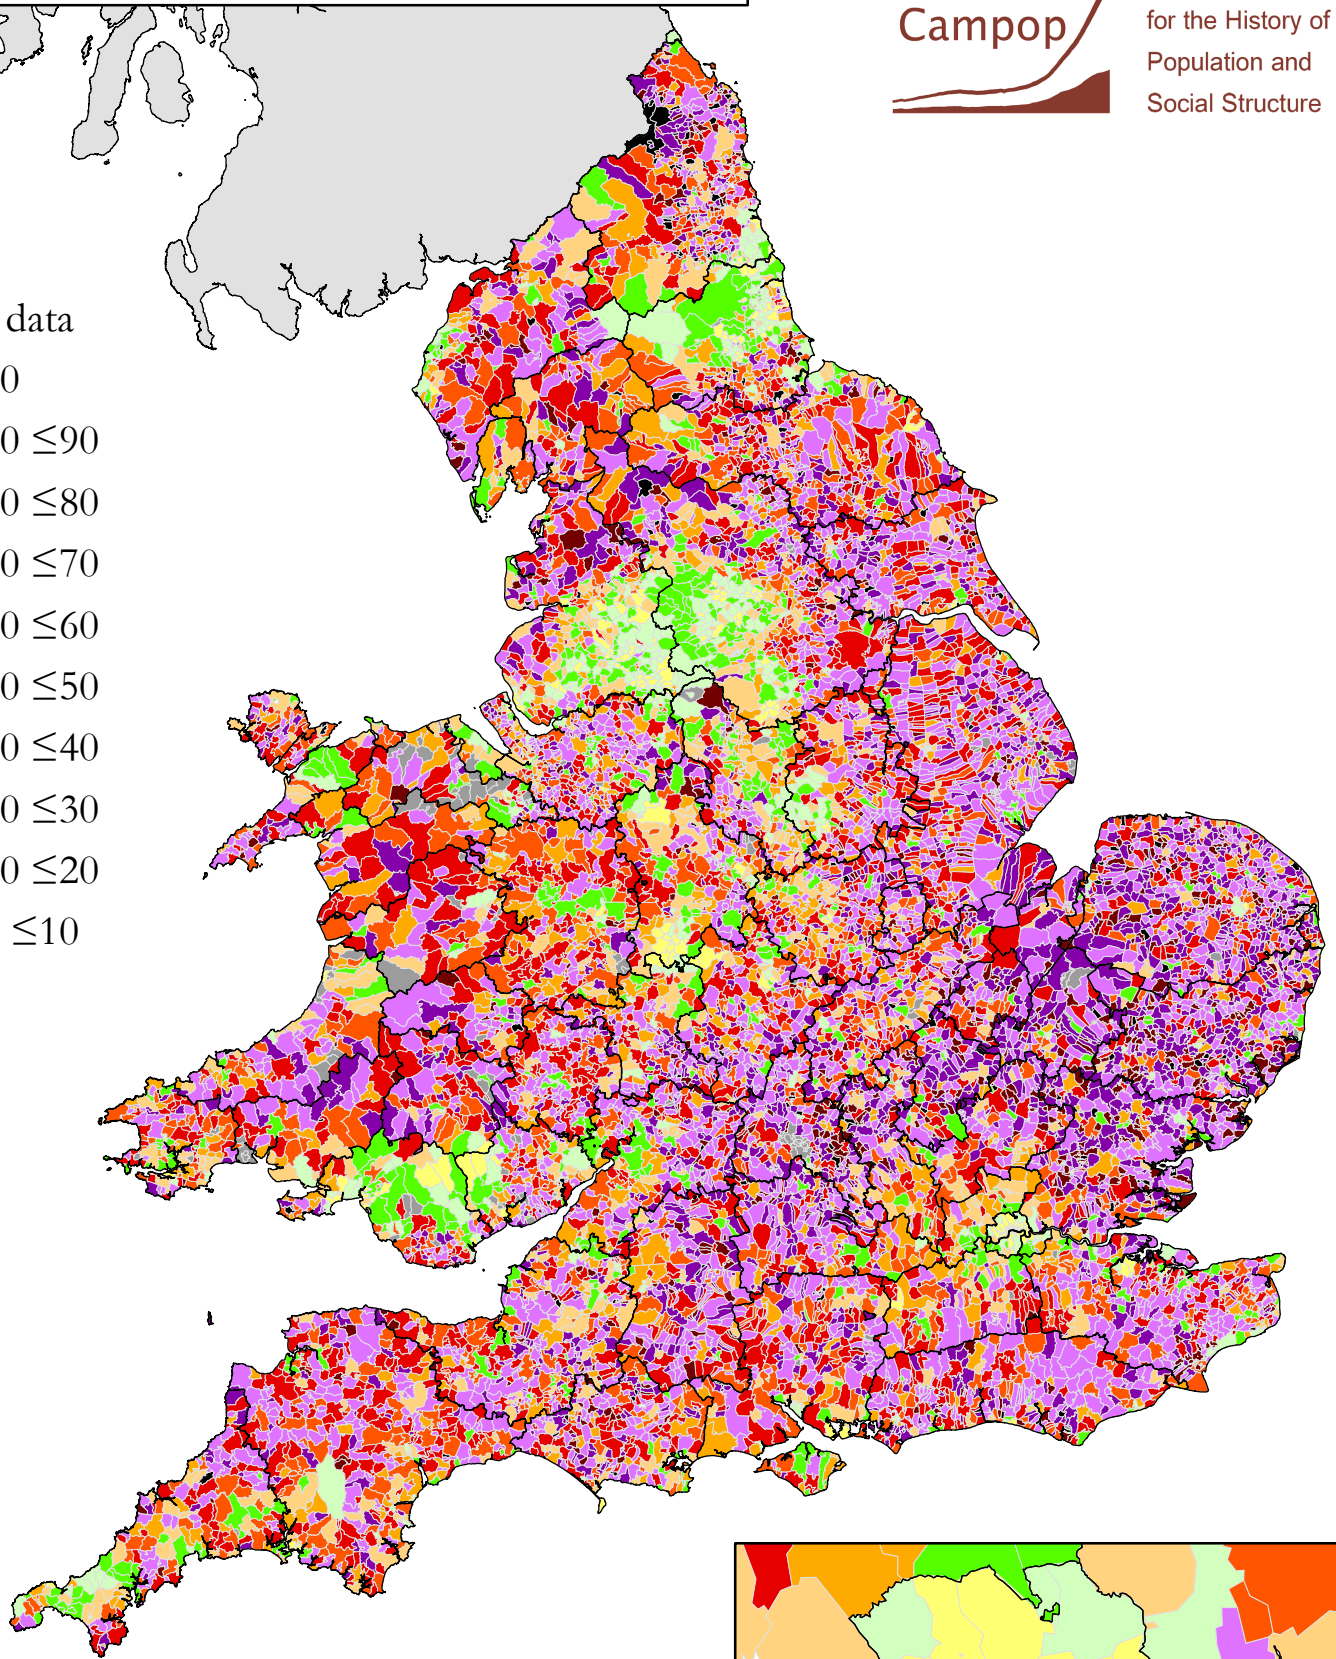 Campop
for the History of
Population and
Social Structure
data
0
0 ≤90
0 ≤80
0 ≤70
0 ≤60
0 ≤50
0 ≤40
0 ≤30
0 ≤20
≤10